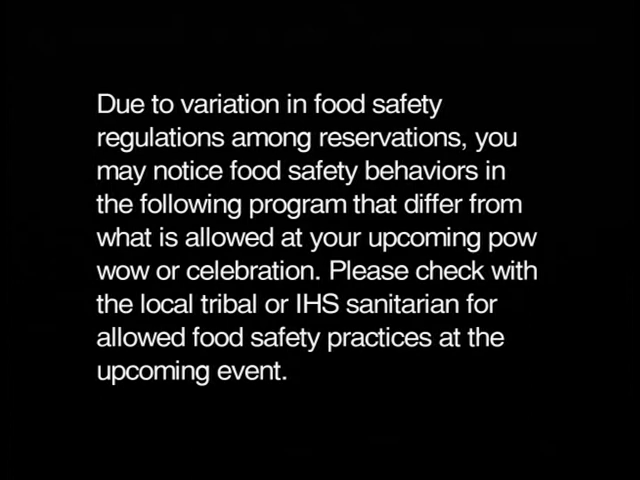 Due to variation in food safety
regulations among reservations, you
may notice food safety behaviors in
the following program that differ from
what is allowed at your upcoming pow
wow or celebration. Please check with
the local tribal or IHS sanitarian for
allowed food safety practices at the
upcoming event.